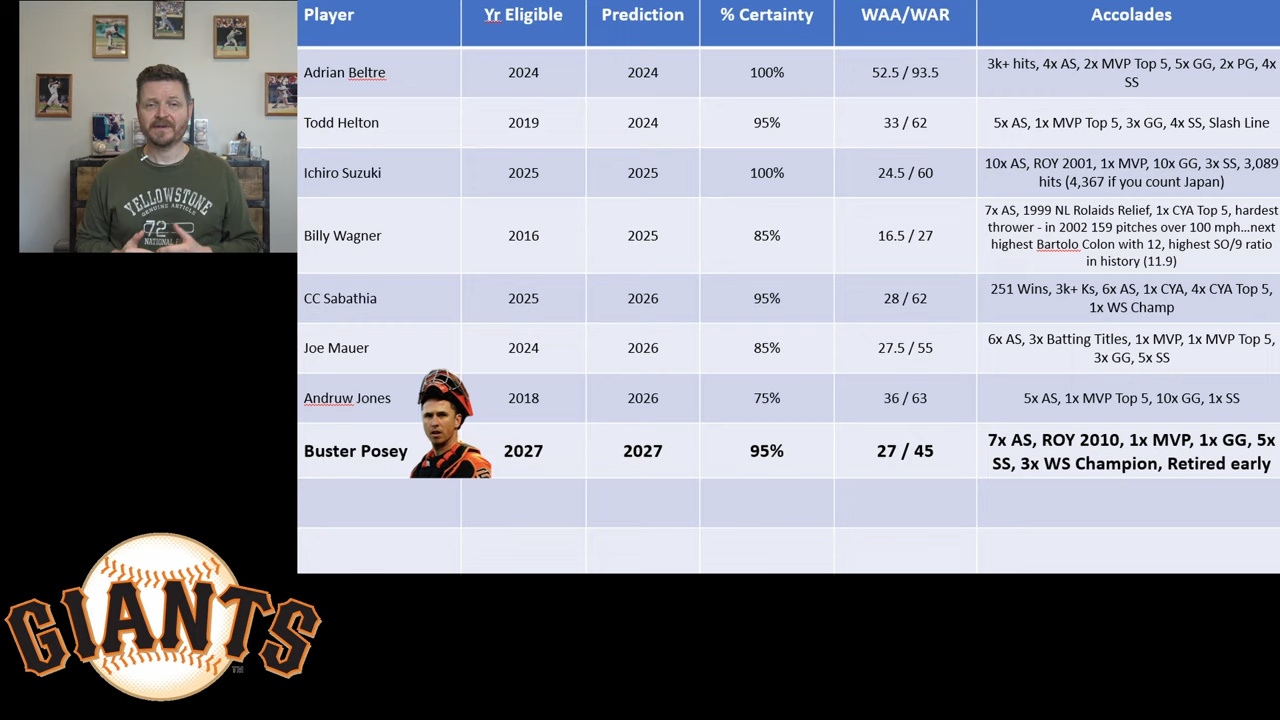 Player
Yr Eligible
Prediction
% Certainty
WAA/WAR
Accolades
Adrian Beltre
2024
2024
100%
52.5 / 93.5
3k+ hits, 4x AS, 2x MVP Top 5, 5x GG, 2x PG, 4x
SS
Todd Helton
2019
2024
95%
33 / 62
5x AS, 1x MVP Top 5, 3x GG, 4x SS, Slash Line
Ichiro Suzuki
2025
2025
100%
24.5 / 60
10x AS, ROY 2001, 1x MVP, 10x GG, 3x SS, 3,089
hits (4,367 if you count Japan)
Billy Wagner
2016
2025
85%
16.5 / 27
7x AS, 1999 NL Rolaids Relief, 1x CYA Top 5, hardest
thrower - in 2002 159 pitches over 100 mph...next
highest Bartolo Colon with 12, highest SO/9 ratio
in history (11.9)
CC Sabathia
2025
2026
95%
28 / 62
251 Wins, 3k+ Ks, 6x AS, 1x CYA, 4x CYA Top 5,
1x WS Champ
Joe Mauer
2024
2026
85%
27.5 / 55
6x AS, 3x Batting Titles, 1x MVP, 1x MVP Top 5,
3x GG, 5x SS
Andruw Jones
2018
2026
75%
36 / 63
5x AS, 1x MVP Top 5, 10x GG, 1x SS
Buster Posey
2027
2027
95%
27 / 45
7x AS, ROY 2010, 1x MVP, 1x GG, 5x
SS, 3x WS Champion, Retired early
YELLOWSTONE
GENUINE ARTICLE
72
NATIONAL
GIANTS
TM